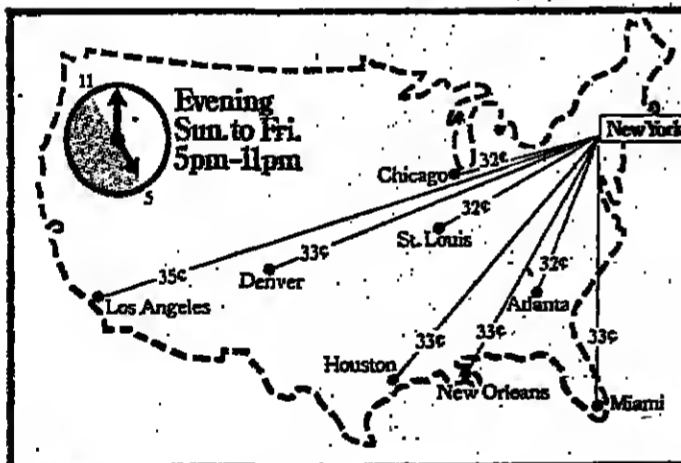 11
Evening
Sun. to Fri.
5pm-11pm
5
New York
Chicago
32¢
32¢
St. Louis
33¢
Denver
35¢
Los Angeles
32¢
Atlanta
33¢
Houston
33¢
New Orleans
33¢
Miami